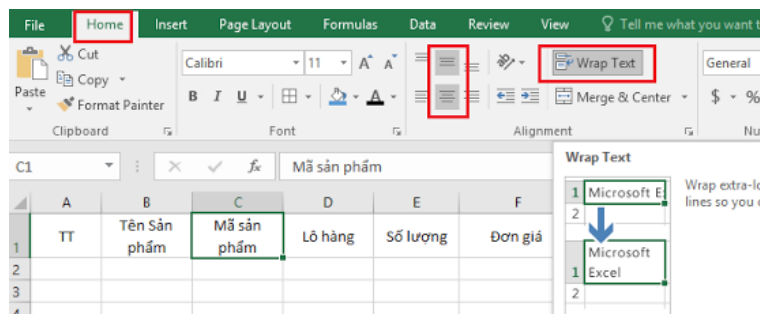 File Home Insert Page Layout Formulas Data Review View Tell me what you want t
Cut
Copy
Format Painter
Paste
Clipboard
Calibri 11 A A
B I U A
Font
Wrap Text
Merge & Center
Alignment
General
$ %
Nu
C1 fx Mã sản phẩm
A B C D E F
1 TT Tên Sản phẩm Mã sản phẩm Lô hàng Số lượng Đơn giá
2
3
4
Wrap Text
1 Microsoft E
2
Microsoft
1 Excel
2
Wrap extra-lo
lines so you c